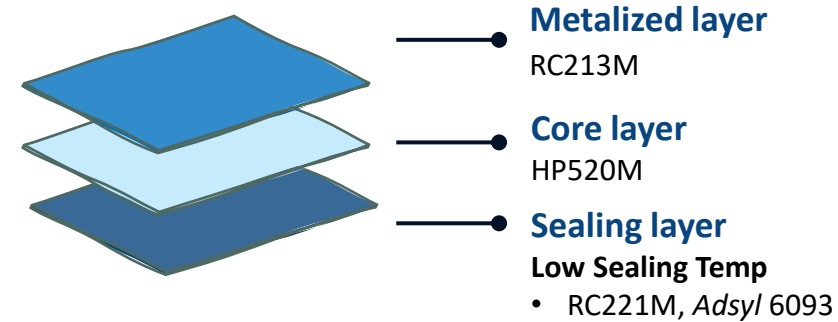 Metalized layer
RC213M
Core layer
HP520M
Sealing layer
Low Sealing Temp
• RC221M, Adsyl 6093